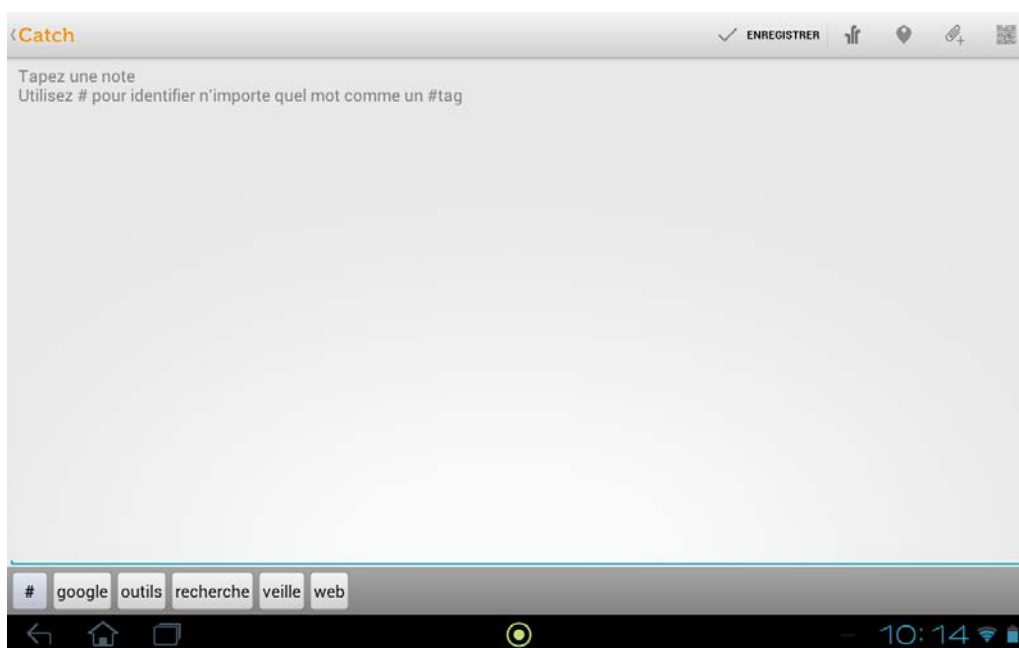 Catch
ENREGISTRER
Tapez une note
Utilisez # pour identifier n'importe quel mot comme un #tag
# google outils recherche veille web
10:14